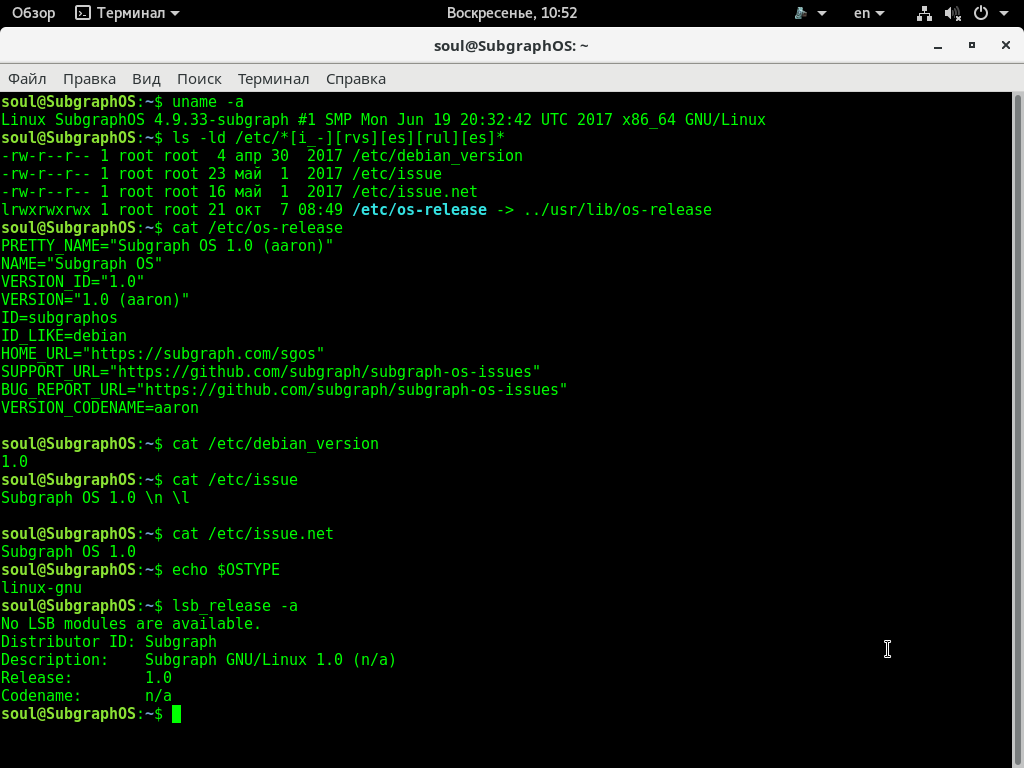 Обзор Терминал Воскресенье, 10:52 en
soul@SubgraphOS: ~
Файл Правка Вид Поиск Терминал Справка
soul@SubgraphOS:~$ uname -a
Linux SubgraphOS 4.9.33-subgraph #1 SMP Mon Jun 19 20:32:42 UTC 2017 x86_64 GNU/Linux
soul@SubgraphOS:~$ ls -ld /etc/*[i_-][rvs][es][rul][es]*
-rw-r--r-- 1 root root  4 апр 30  2017 /etc/debian_version
-rw-r--r-- 1 root root 23 май  1  2017 /etc/issue
-rw-r--r-- 1 root root 16 май  1  2017 /etc/issue.net
lrwxrwxrwx 1 root root 21 окт  7 08:49 /etc/os-release -> ../usr/lib/os-release
soul@SubgraphOS:~$ cat /etc/os-release
PRETTY_NAME="Subgraph OS 1.0 (aaron)"
NAME="Subgraph OS"
VERSION_ID="1.0"
VERSION="1.0 (aaron)"
ID=subgraphos
ID_LIKE=debian
HOME_URL="https://subgraph.com/sgos"
SUPPORT_URL="https://github.com/subgraph/subgraph-os-issues"
BUG_REPORT_URL="https://github.com/subgraph/subgraph-os-issues"
VERSION_CODENAME=aaron
soul@SubgraphOS:~$ cat /etc/debian_version
1.0
soul@SubgraphOS:~$ cat /etc/issue
Subgraph OS 1.0 \n \l
soul@SubgraphOS:~$ cat /etc/issue.net
Subgraph OS 1.0
soul@SubgraphOS:~$ echo $OSTYPE
linux-gnu
soul@SubgraphOS:~$ lsb_release -a
No LSB modules are available.
Distributor ID: Subgraph
Description:    Subgraph GNU/Linux 1.0 (n/a)
Release:        1.0
Codename:       n/a
soul@SubgraphOS:~$